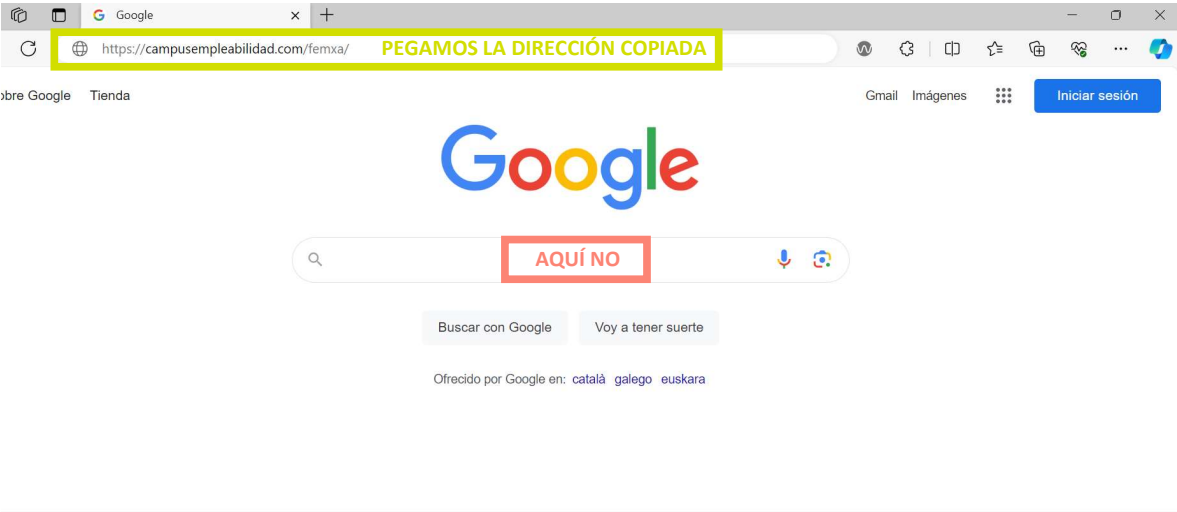 Google
https://campusempleabilidad.com/femxa/ PEGAMOS LA DIRECCIÓN COPIADA
obre Google Tienda Gmail Imágenes Iniciar sesión
Google
AQUÍ NO
Buscar con Google Voy a tener suerte
Ofrecido por Google en: català galego euskara